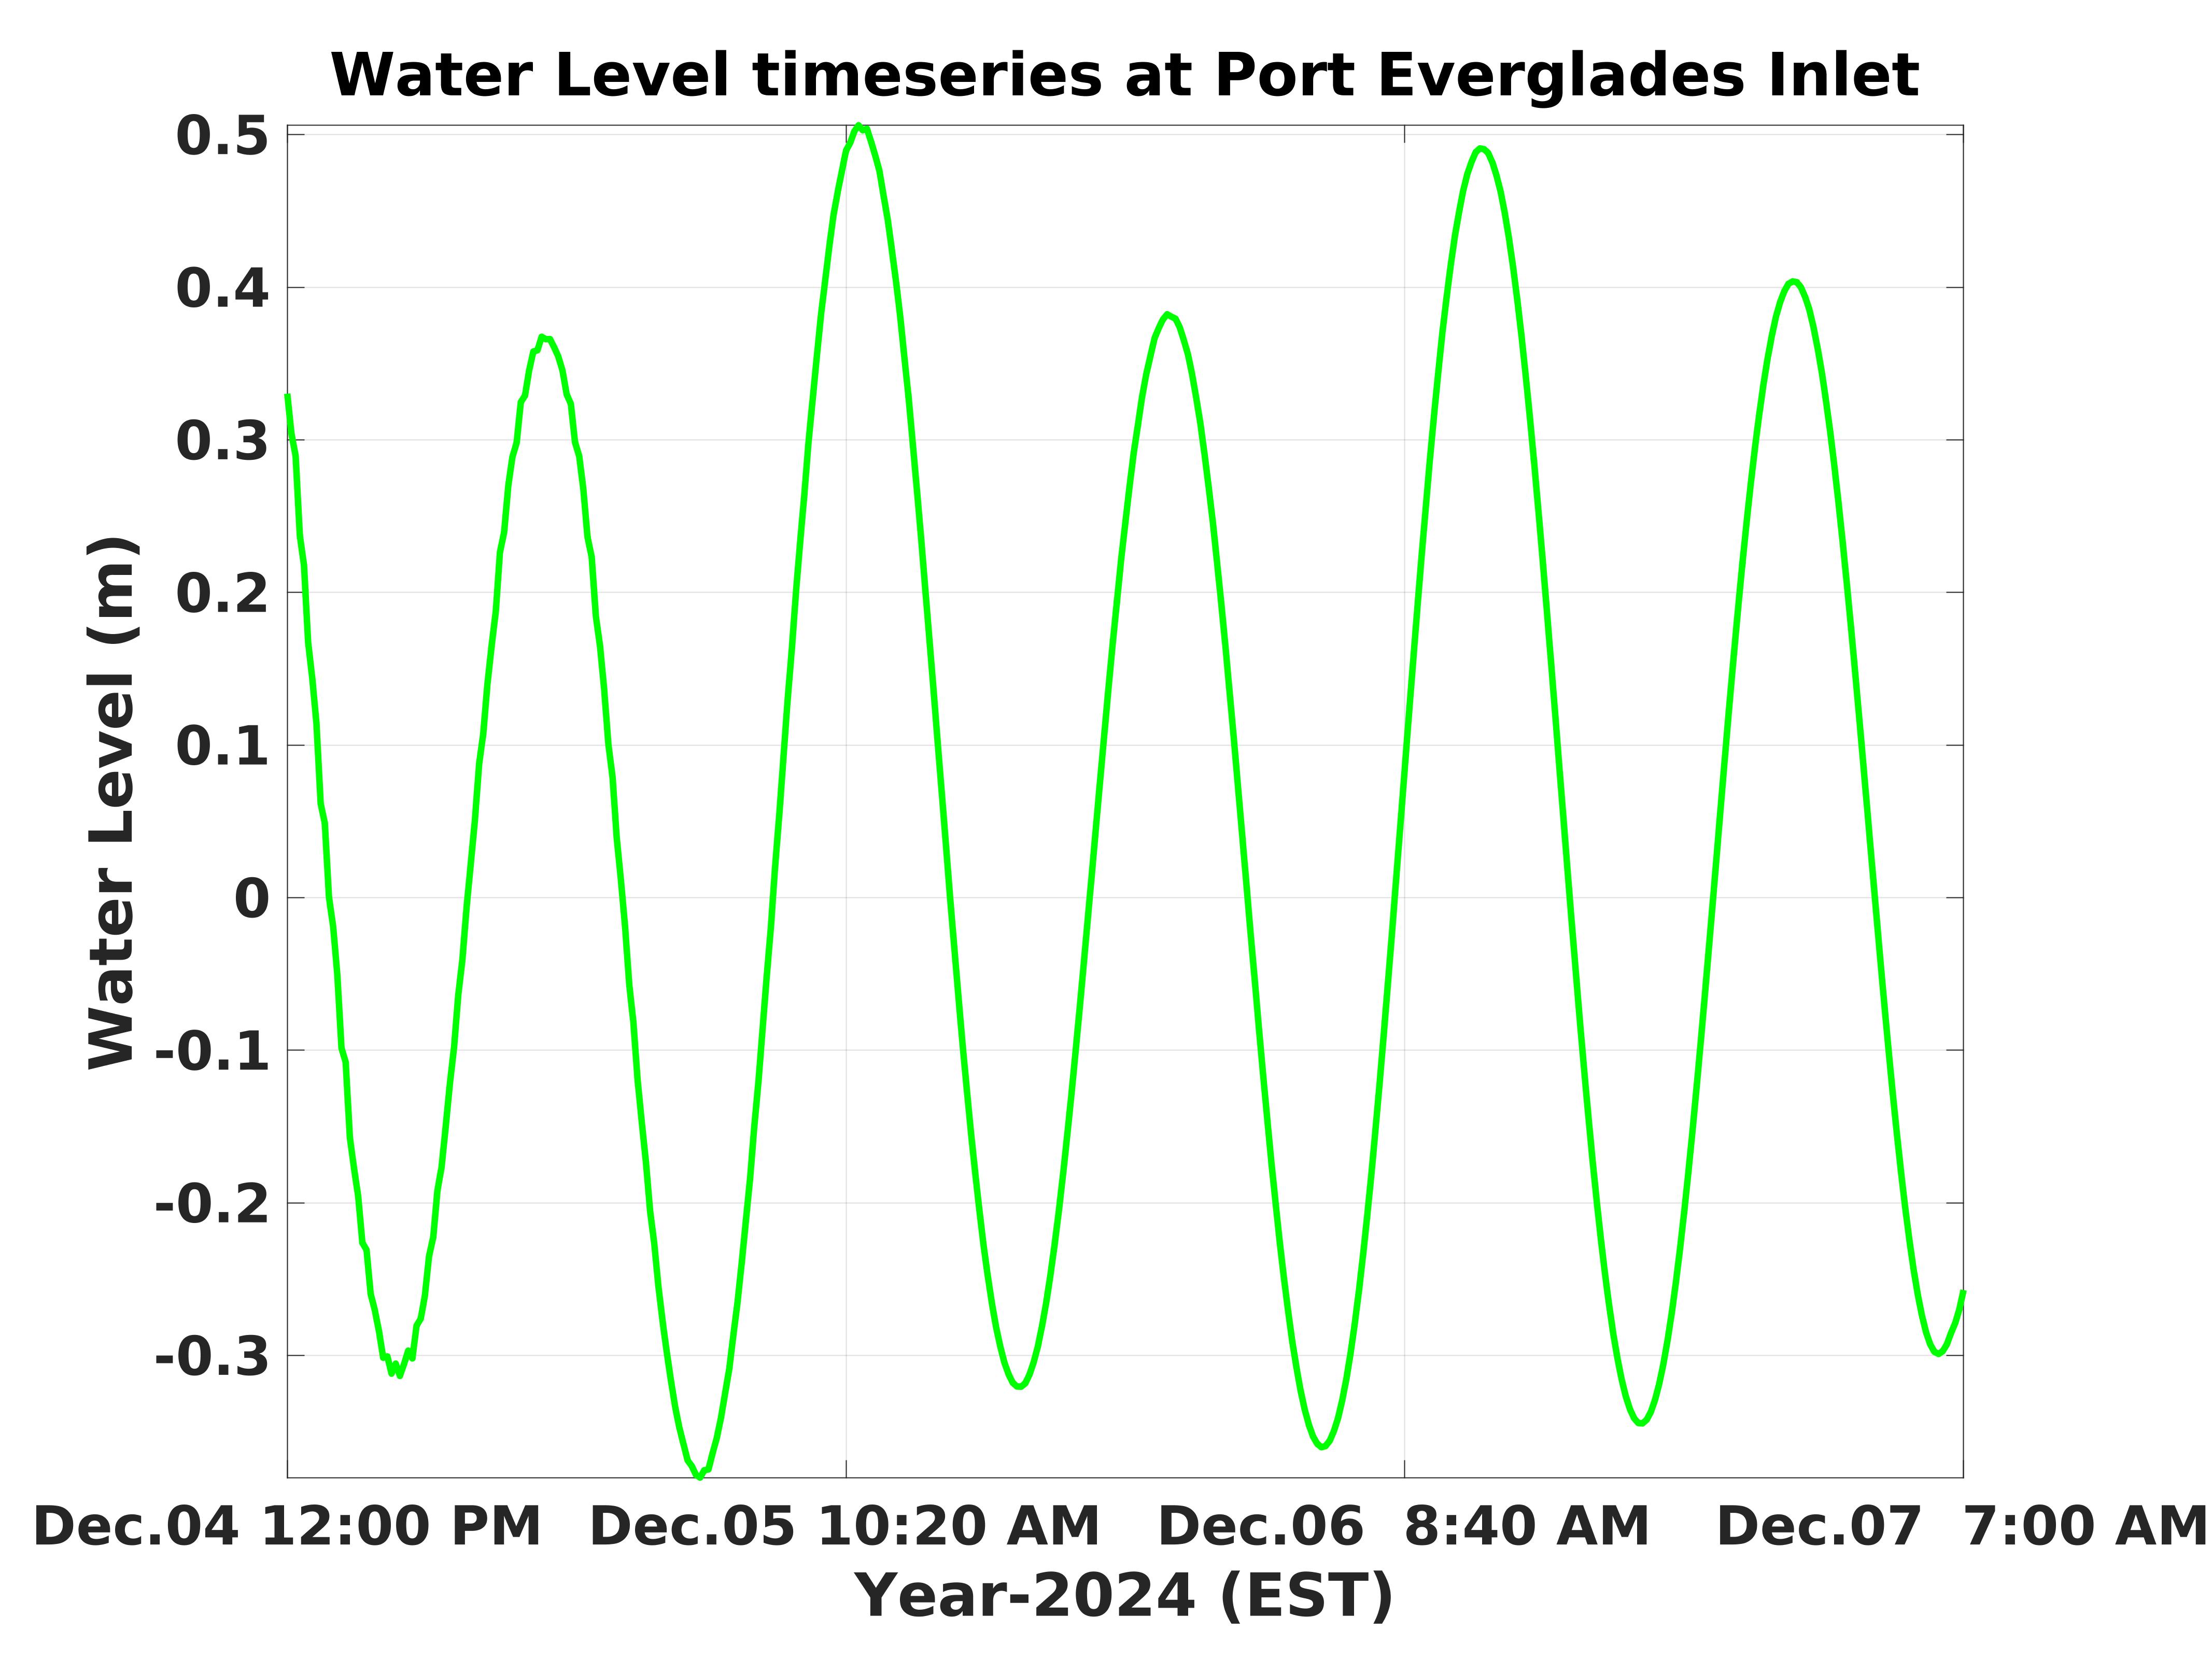 Water Level timeseries at Port Everglades Inlet
0.5
0.4
0.3
0.2
0.1
0
-0.1
-0.2
-0.3
Water Level (m)
Dec.04 12:00 PM Dec.05 10:20 AM Dec.06 8:40 AM Dec.07 7:00 AM
Year-2024 (EST)